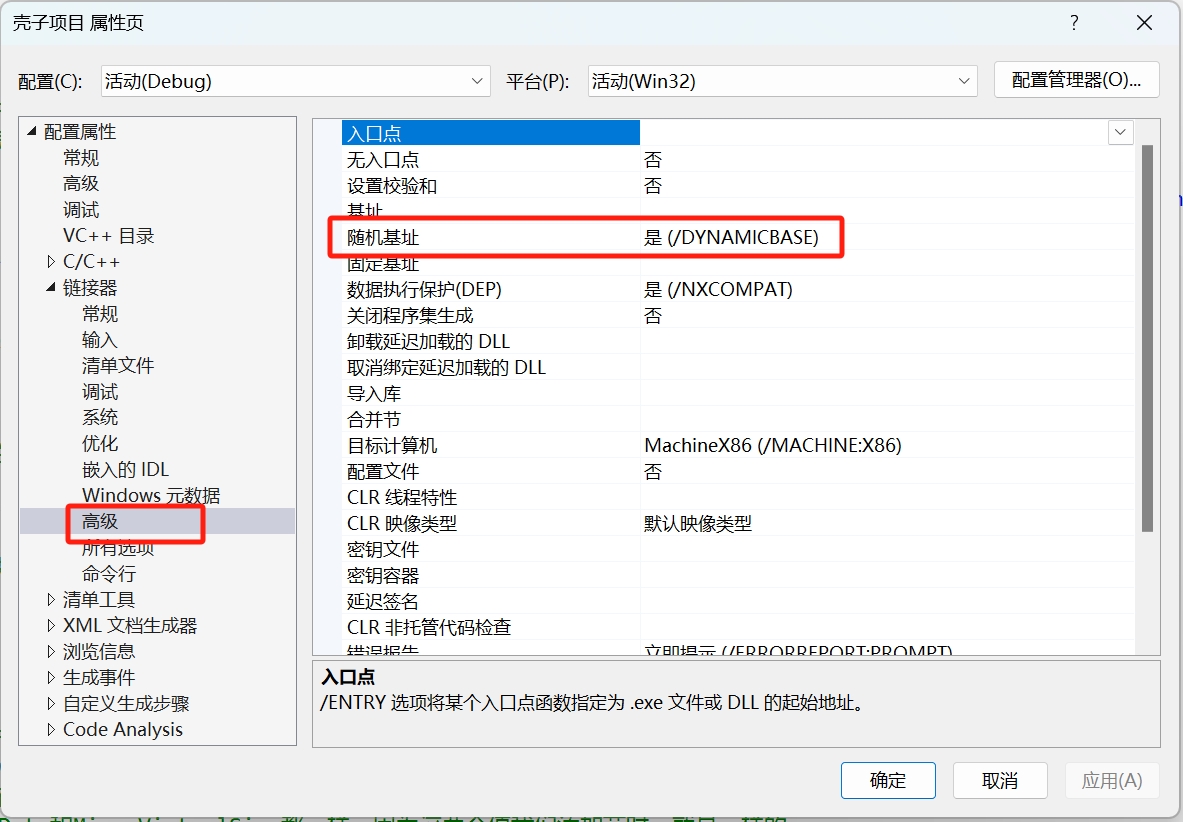 壳子项目 属性页
配置(C): 活动(Debug) 平台(P): 活动(Win32) 配置管理器(O)...
配置属性
常规
高级
调试
VC++ 目录
C/C++
链接器
常规
输入
清单文件
调试
系统
优化
嵌入的 IDL
Windows 元数据
高级
所有选项
命令行
清单工具
XML 文档生成器
浏览信息
生成事件
自定义生成步骤
Code Analysis
入口点
无入口点 否
设置校验和 否
基址
随机基址 是 (/DYNAMICBASE)
固定基址
数据执行保护(DEP) 是 (/NXCOMPAT)
关闭程序集生成 否
卸载延迟加载的 DLL
取消绑定延迟加载的 DLL
导入库
合并节
目标计算机 MachineX86 (/MACHINE:X86)
配置文件 否
CLR 线程特性
CLR 映像类型 默认映像类型
密钥文件
密钥容器
延迟签名
CLR 非托管代码检查
错误报告 立即提示 (/ERRORREPORT:PROMPT)
入口点
/ENTRY 选项将某个入口点函数指定为 .exe 文件或 DLL 的起始地址。
确定 取消 应用(A)